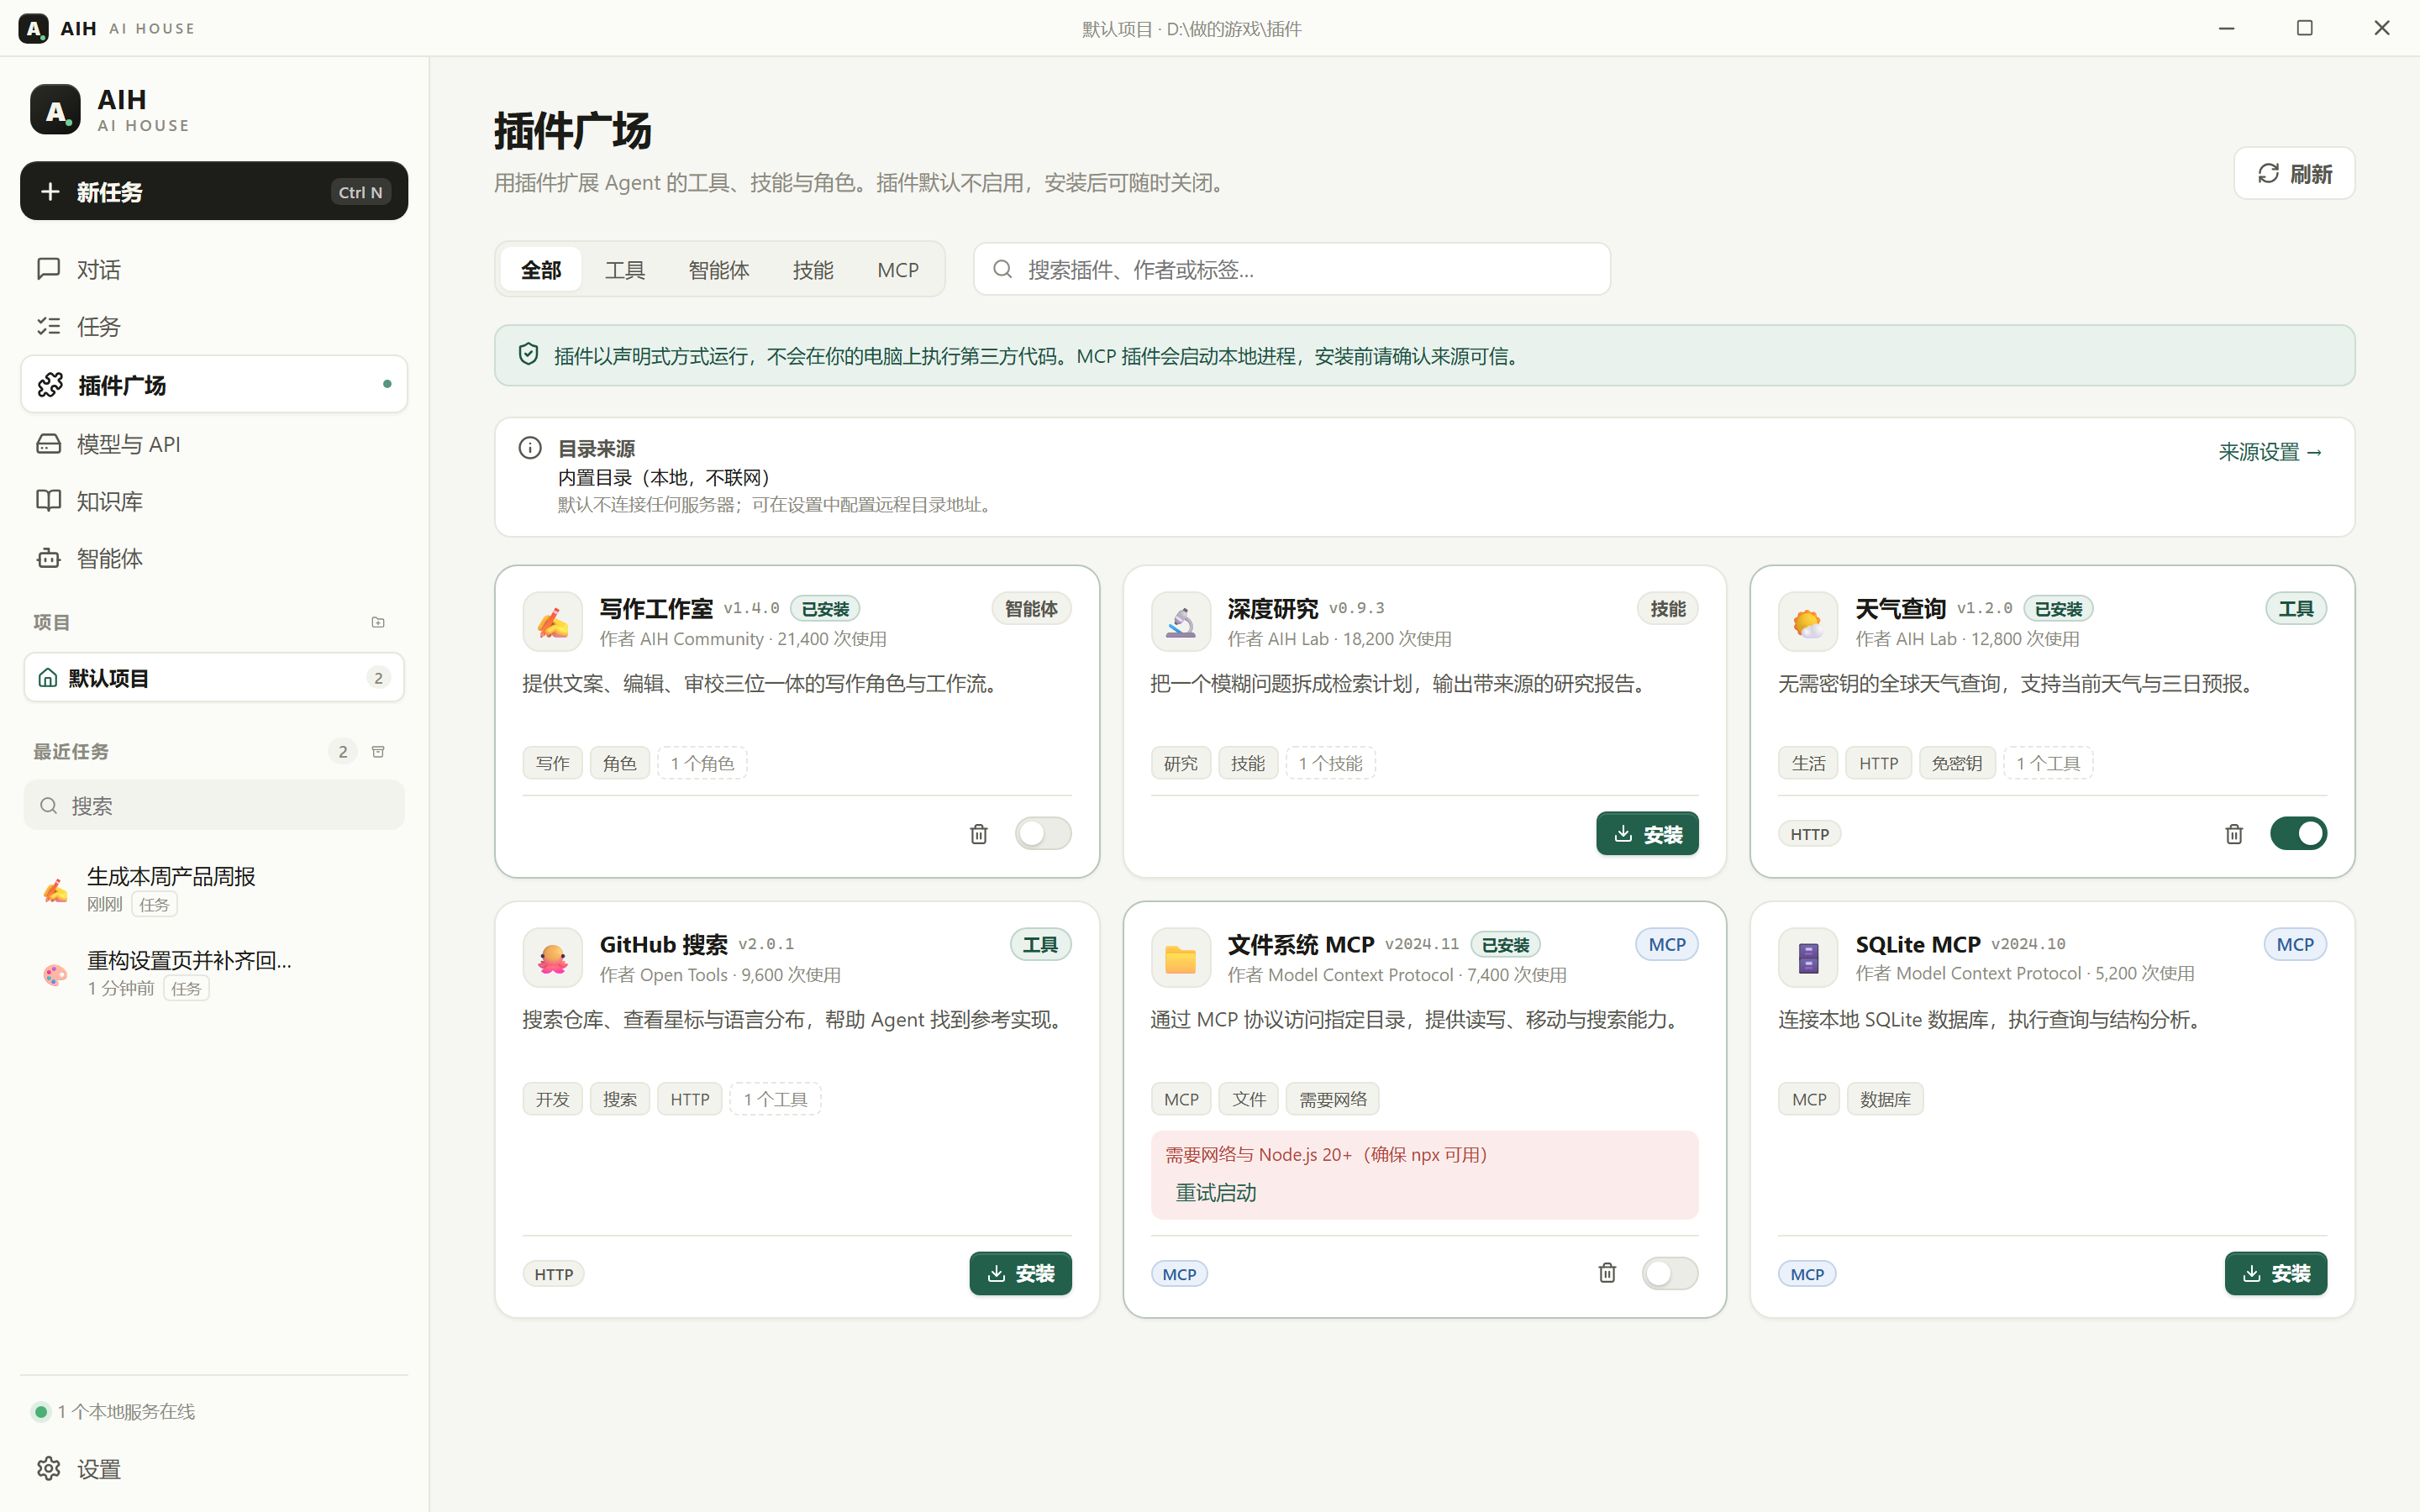 A. AIH AI HOUSE
默认项目 · D:\做的游戏\插件
A. AIH
AI HOUSE
新任务 Ctrl N
对话
任务
插件广场
模型与 API
知识库
智能体
项目
默认项目 2
最近任务 2
搜索
生成本周产品周报
刚刚 任务
重构设置页并补齐回...
1 分钟前 任务
1 个本地服务在线
设置
插件广场
用插件扩展 Agent 的工具、技能与角色。插件默认不启用，安装后可随时关闭。
刷新
全部 工具 智能体 技能 MCP
搜索插件、作者或标签...
插件以声明式方式运行，不会在你的电脑上执行第三方代码。MCP 插件会启动本地进程，安装前请确认来源可信。
目录来源
内置目录（本地，不联网）
默认不连接任何服务器；可在设置中配置远程目录地址。
来源设置 →
写作工作室 v1.4.0 已安装 智能体
作者 AIH Community · 21,400 次使用
提供文案、编辑、审校三位一体的写作角色与工作流。
写作 角色 1 个角色
深度研究 v0.9.3 技能
作者 AIH Lab · 18,200 次使用
把一个模糊问题拆成检索计划，输出带来源的研究报告。
研究 技能 1 个技能
安装
天气查询 v1.2.0 已安装 工具
作者 AIH Lab · 12,800 次使用
无需密钥的全球天气查询，支持当前天气与三日预报。
生活 HTTP 免密钥 1 个工具
HTTP
GitHub 搜索 v2.0.1 工具
作者 Open Tools · 9,600 次使用
搜索仓库、查看星标与语言分布，帮助 Agent 找到参考实现。
开发 搜索 HTTP 1 个工具
HTTP 安装
文件系统 MCP v2024.11 已安装 MCP
作者 Model Context Protocol · 7,400 次使用
通过 MCP 协议访问指定目录，提供读写、移动与搜索能力。
MCP 文件 需要网络
需要网络与 Node.js 20+（确保 npx 可用）
重试启动
MCP
SQLite MCP v2024.10 MCP
作者 Model Context Protocol · 5,200 次使用
连接本地 SQLite 数据库，执行查询与结构分析。
MCP 数据库
MCP 安装